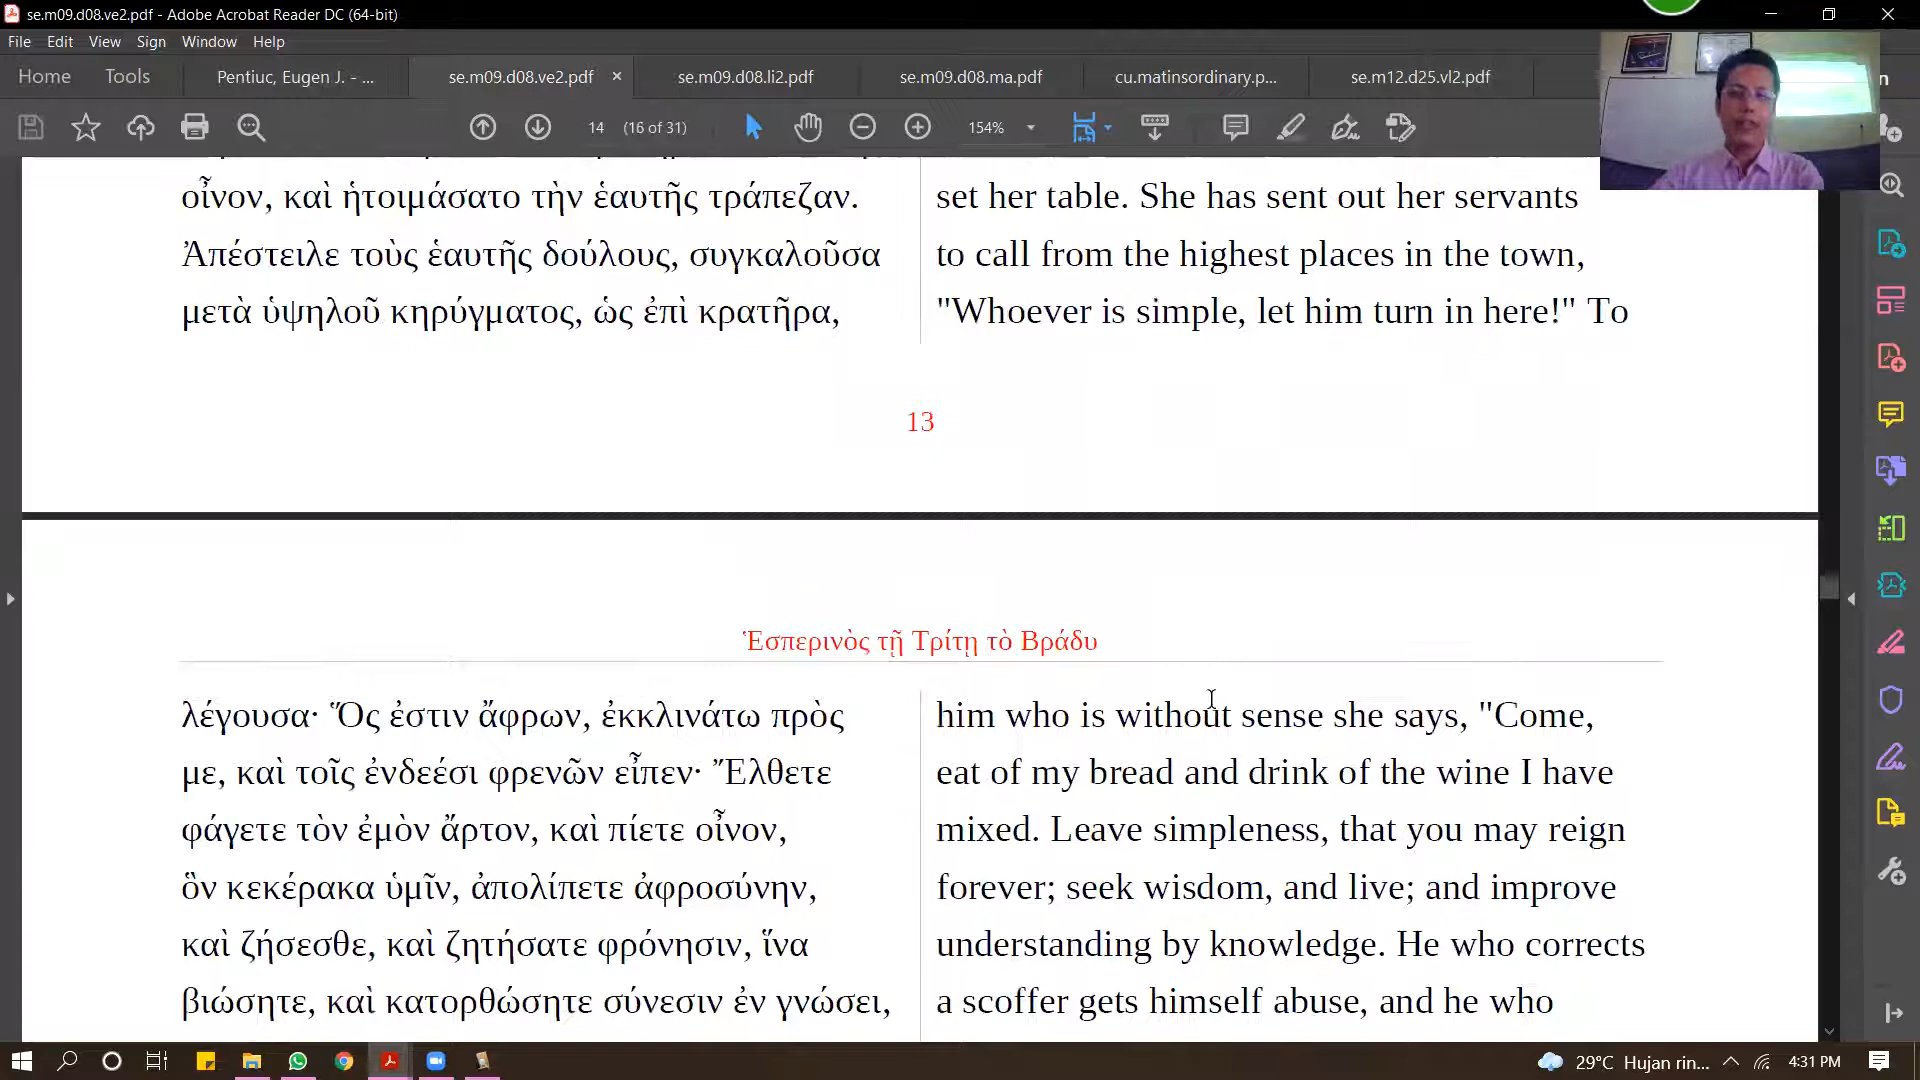 se.m09.d08.ve2.pdf - Adobe Acrobat Reader DC (64-bit)
File Edit View Sign Window Help
Home Tools Pentiuc, Eugen J. - ... se.m09.d08.ve2.pdf × se.m09.d08.li2.pdf se.m09.d08.ma.pdf cu.matinsordinary.p... se.m12.d25.vl2.pdf n
14 (16 of 31) 154%
οἶνον, καὶ ἡτοιμάσατο τὴν ἑαυτῆς τράπεζαν.
Ἀπέστειλε τοὺς ἑαυτῆς δούλους, συγκαλοῦσα
μετὰ ὑψηλοῦ κηρύγματος, ὡς ἐπὶ κρατῆρα,
set her table. She has sent out her servants
to call from the highest places in the town,
"Whoever is simple, let him turn in here!" To
13
Ἑσπερινὸς τῇ Τρίτῃ τὸ Βράδυ
λέγουσα· Ὅς ἐστιν ἄφρων, ἐκκλινάτω πρὸς
με, καὶ τοῖς ἐνδεέσι φρενῶν εἶπεν· Ἔλθετε
φάγετε τὸν ἐμὸν ἄρτον, καὶ πίετε οἶνον,
ὃν κεκέρακα ὑμῖν, ἀπολίπετε ἀφροσύνην,
καὶ ζήσεσθε, καὶ ζητήσατε φρόνησιν, ἵνα
βιώσητε, καὶ κατορθώσητε σύνεσιν ἐν γνώσει,
him who is without sense she says, "Come,
eat of my bread and drink of the wine I have
mixed. Leave simpleness, that you may reign
forever; seek wisdom, and live; and improve
understanding by knowledge. He who corrects
a scoffer gets himself abuse, and he who
29°C Hujan rin... 4:31 PM